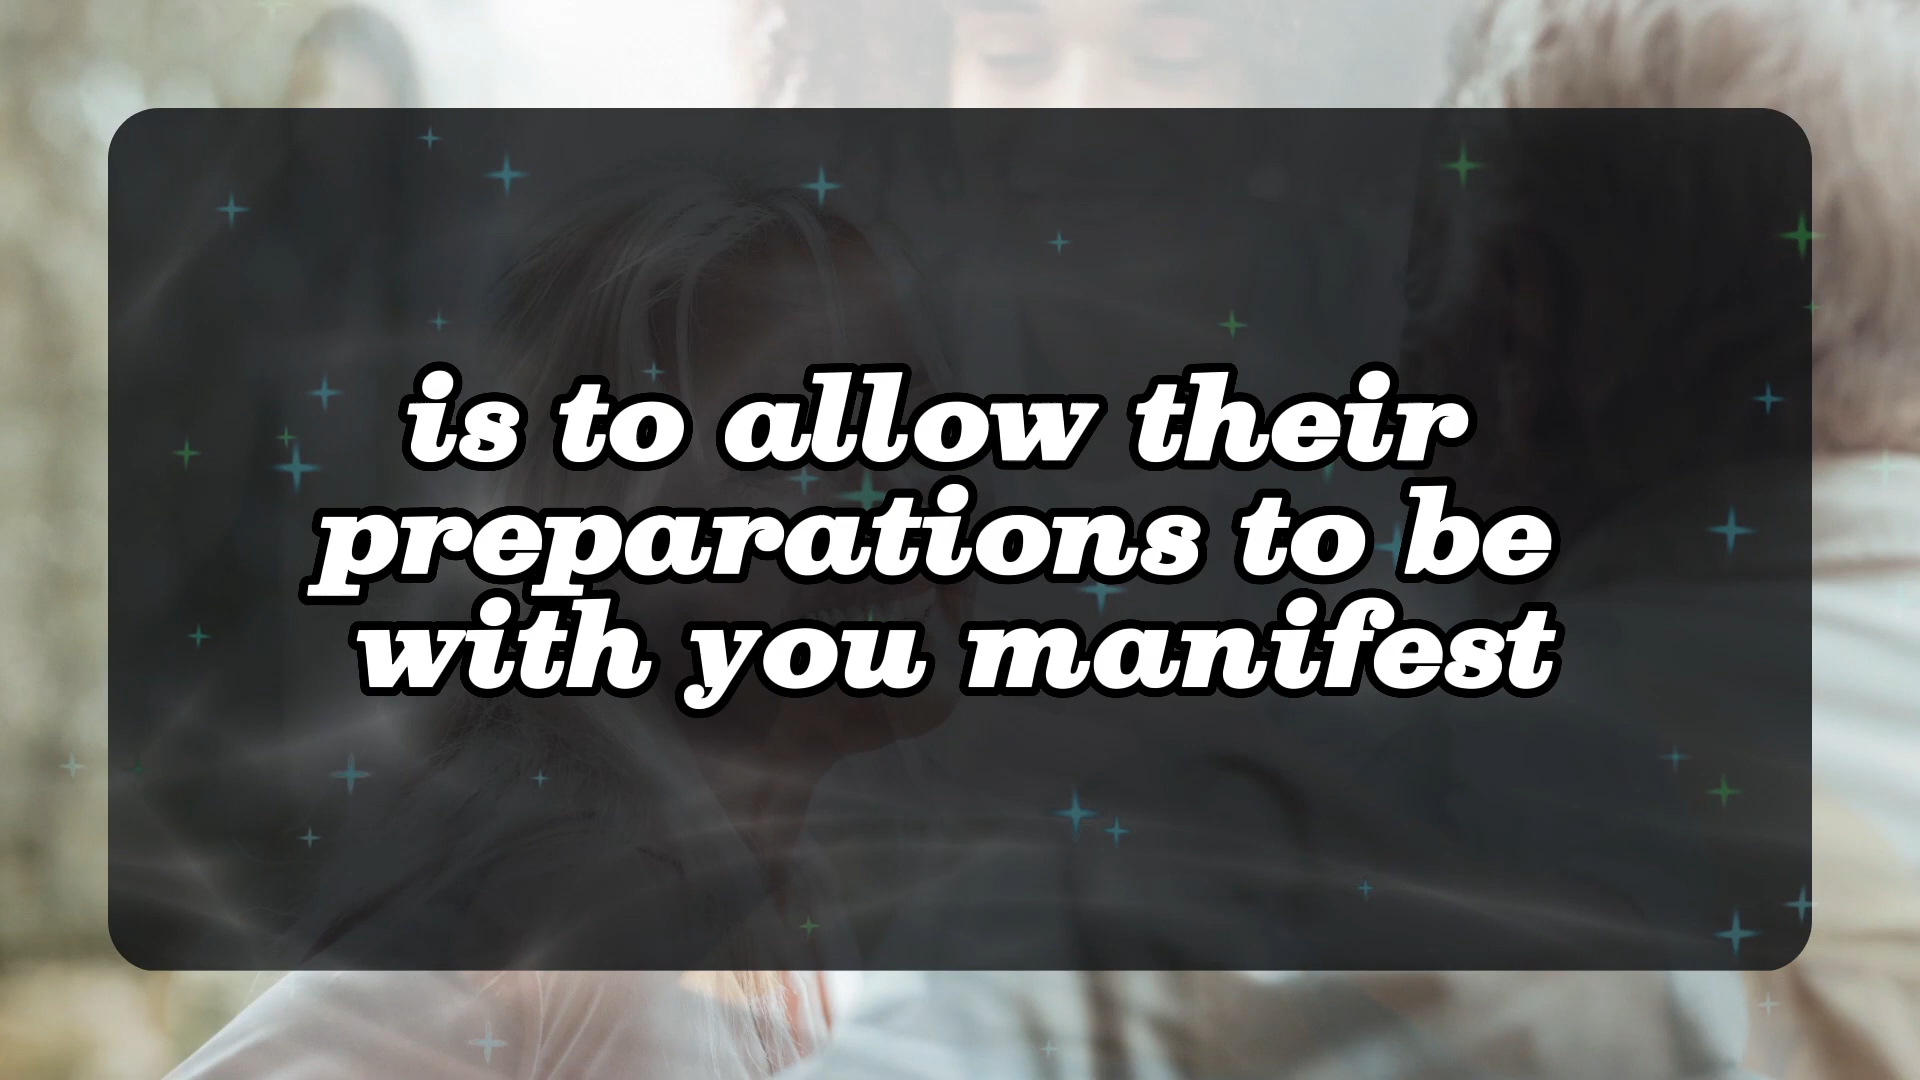 is to allow their
preparations to be
with you manifest